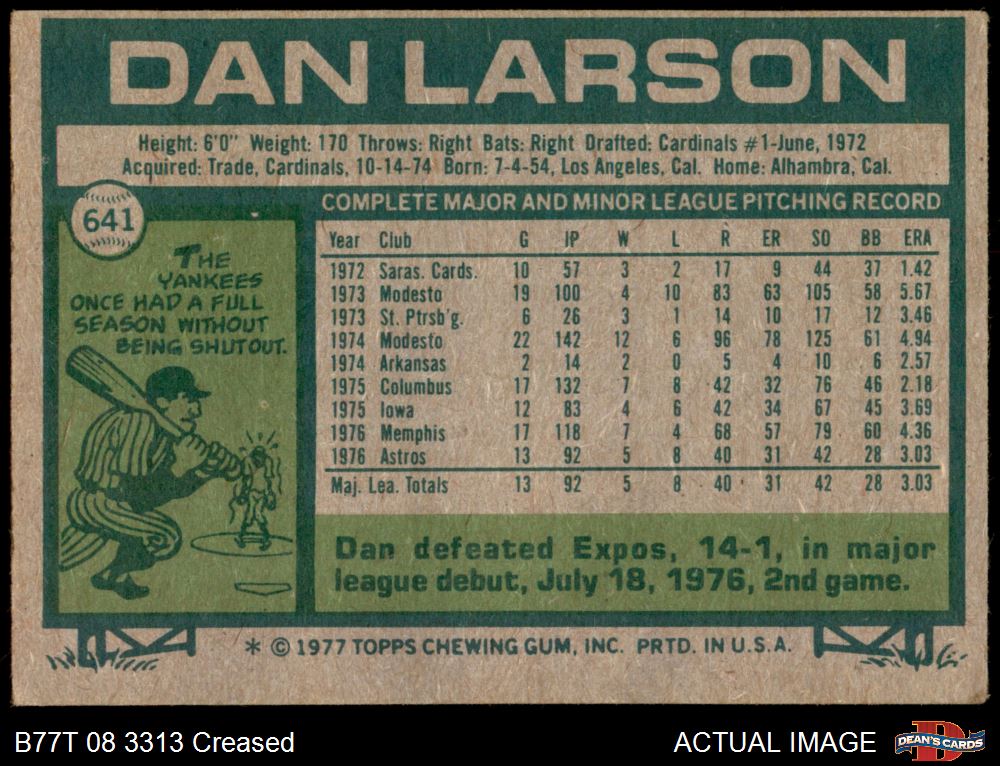 DAN LARSON
Height: 6'0" Weight: 170 Throws: Right Bats: Right Drafted: Cardinals #1-June, 1972
Acquired: Trade, Cardinals, 10-14-74 Born: 7-4-54, Los Angeles, Cal. Home: Alhambra, Cal.
641
THE
YANKEES
ONCE HAD A FULL
SEASON WITHOUT
BEING SHUTOUT.
COMPLETE MAJOR AND MINOR LEAGUE PITCHING RECORD
Year Club G IP W L R ER SO BB ERA
1972 Saras. Cards. 10 57 3 2 17 9 44 37 1.42
1973 Modesto 19 100 4 10 83 63 105 58 5.67
1973 St. Ptrsb'g. 6 26 3 1 14 10 17 12 3.46
1974 Modesto 22 142 12 6 96 78 125 61 4.94
1974 Arkansas 2 14 2 0 5 4 10 6 2.57
1975 Columbus 17 132 7 8 42 32 76 46 2.18
1975 Iowa 12 83 4 6 42 34 67 45 3.69
1976 Memphis 17 118 7 4 68 57 79 60 4.36
1976 Astros 13 92 5 8 40 31 42 28 3.03
Maj. Lea. Totals 13 92 5 8 40 31 42 28 3.03
Dan defeated Expos, 14-1, in major
league debut, July 18, 1976, 2nd game.
* © 1977 TOPPS CHEWING GUM, INC. PRTD. IN U.S.A.
B77T 08 3313 Creased
ACTUAL IMAGE
DEAN'S CARDS